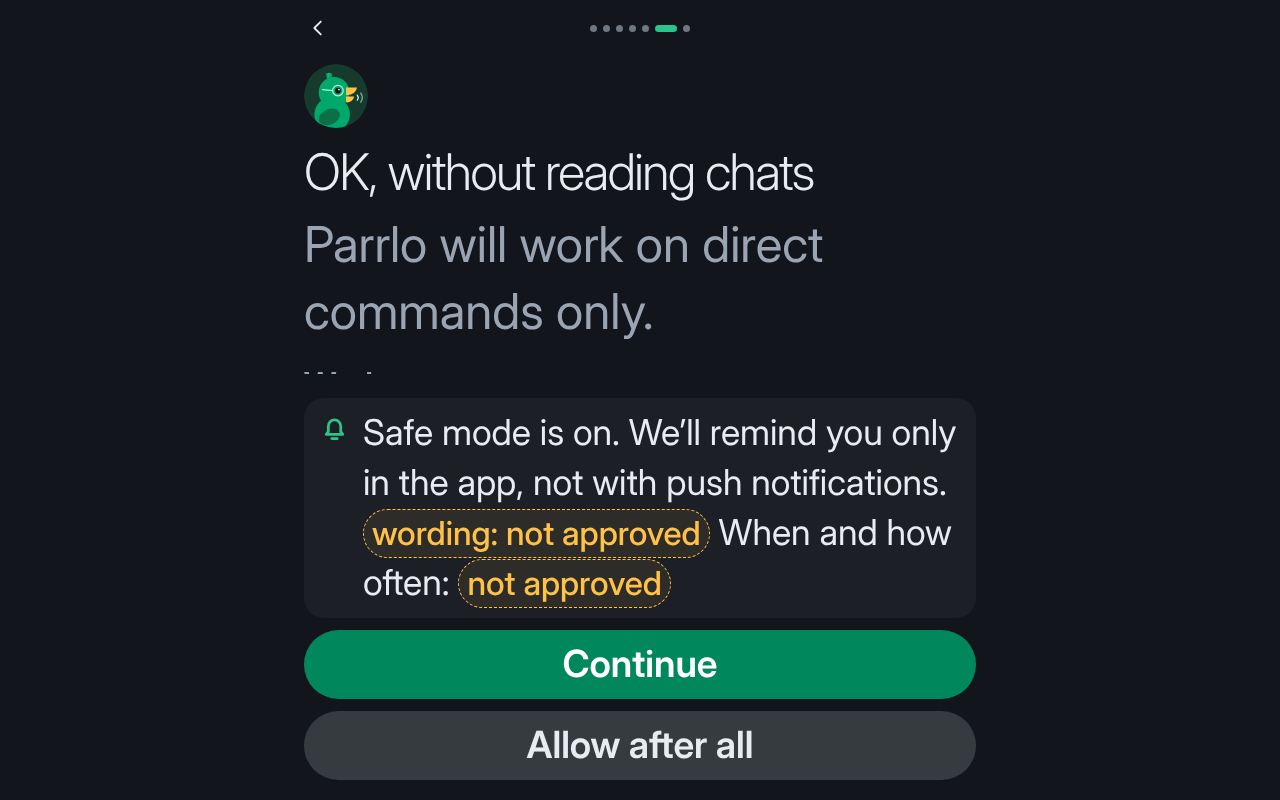 OK, without reading chats
Parrlo will work on direct
commands only.
Safe mode is on. We’ll remind you only
in the app, not with push notifications.
wording: not approved When and how
often: not approved
Continue
Allow after all